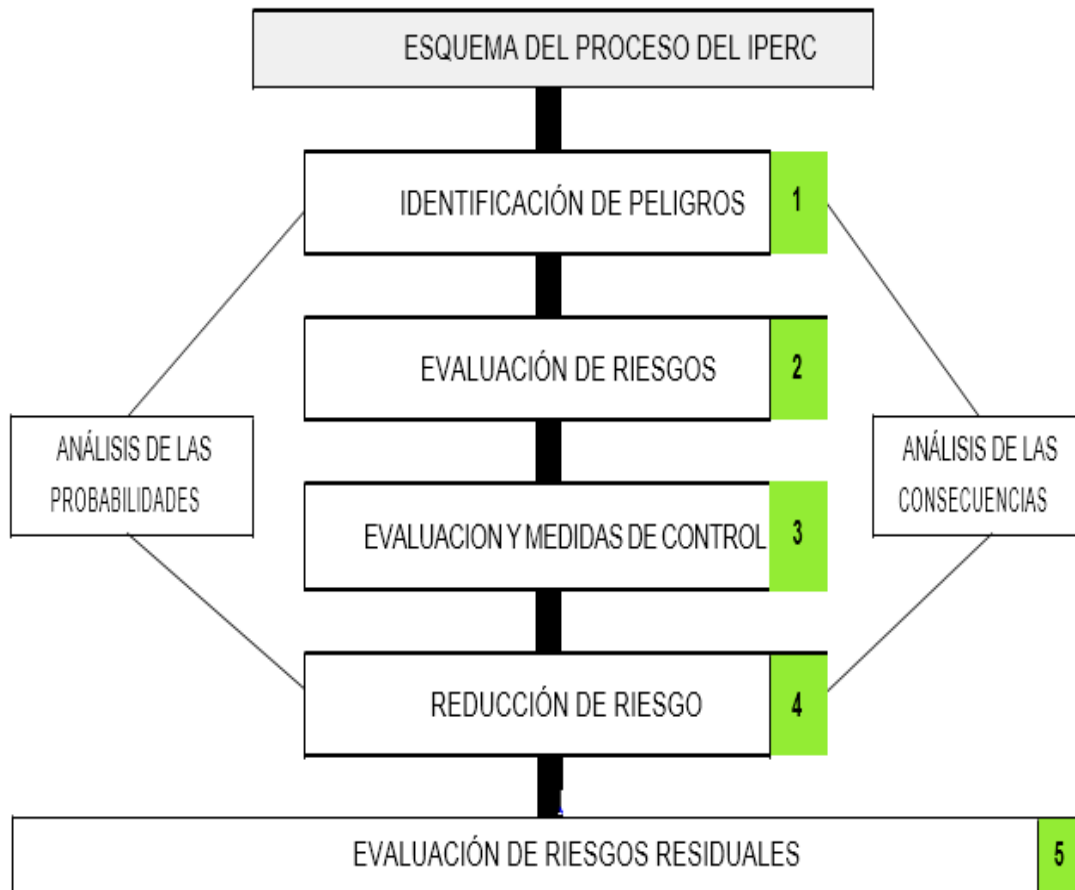 ESQUEMA DEL PROCESO DEL IPERC
IDENTIFICACIÓN DE PELIGROS
1
EVALUACIÓN DE RIESGOS
2
ANÁLISIS DE LAS
PROBABILIDADES
ANÁLISIS DE LAS
CONSECUENCIAS
EVALUACION Y MEDIDAS DE CONTROL
3
REDUCCIÓN DE RIESGO
4
EVALUACIÓN DE RIESGOS RESIDUALES
5